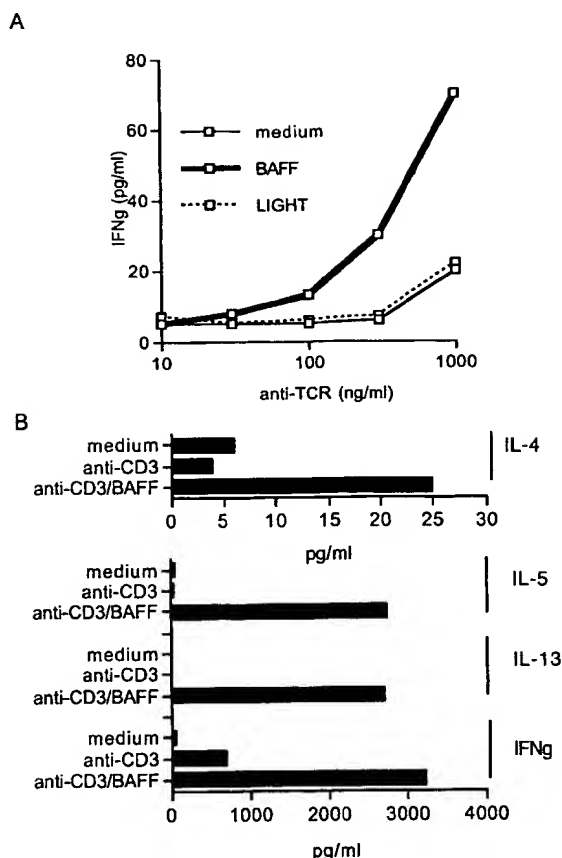 A
80
60
40
20
0
IFNg (pg/ml)
medium
BAFF
LIGHT
10
100
1000
anti-TCR (ng/ml)
B
medium
anti-CD3
anti-CD3/BAFF
IL-4
0 5 10 15 20 25 30
pg/ml
medium
anti-CD3
anti-CD3/BAFF
IL-5
medium
anti-CD3
anti-CD3/BAFF
IL-13
medium
anti-CD3
anti-CD3/BAFF
IFNg
0 1000 2000 3000 4000
pg/ml